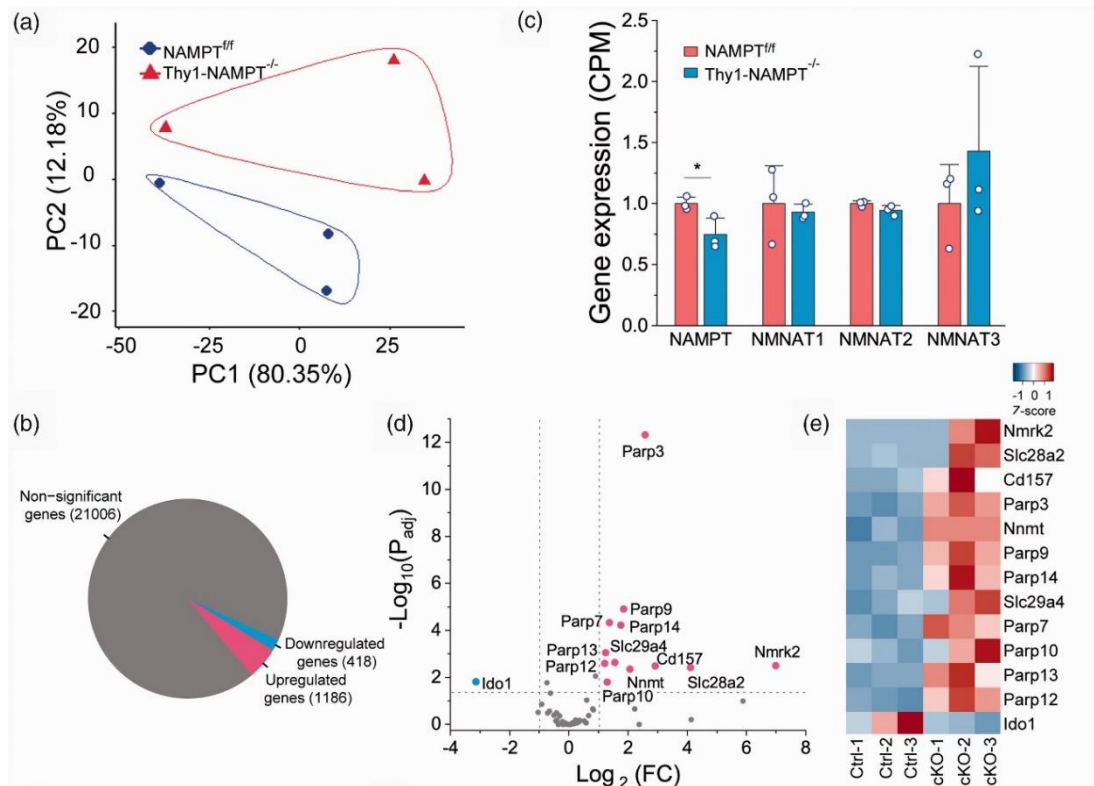 (a)
NAMPT^f/f
Thy1-NAMPT^-/-
20
10
0
-10
-20
PC2 (12.18%)
-50
-25
0
25
PC1 (80.35%)
(c)
NAMPT^f/f
Thy1-NAMPT^-/-
Gene expression (CPM)
2.5
2.0
1.5
1.0
0.5
0.0
*
NAMPT
NMNAT1
NMNAT2
NMNAT3
(b)
Non-significant
genes (21006)
Downregulated
genes (418)
Upregulated
genes (1186)
(d)
-Log10(Padj)
12
10
8
6
4
2
0
Parp3
Parp9
Parp7
Parp14
Parp13
Slc29a4
Parp12
Cd157
Nmrk2
Ido1
Nnmt
Slc28a2
Parp10
-4
-2
0
2
4
6
8
Log2 (FC)
(e)
-1 0 1
Z-score
Nmrk2
Slc28a2
Cd157
Parp3
Nnmt
Parp9
Parp14
Slc29a4
Parp7
Parp10
Parp13
Parp12
Ido1
Ctrl-1
Ctrl-2
Ctrl-3
cKO-1
cKO-2
cKO-3